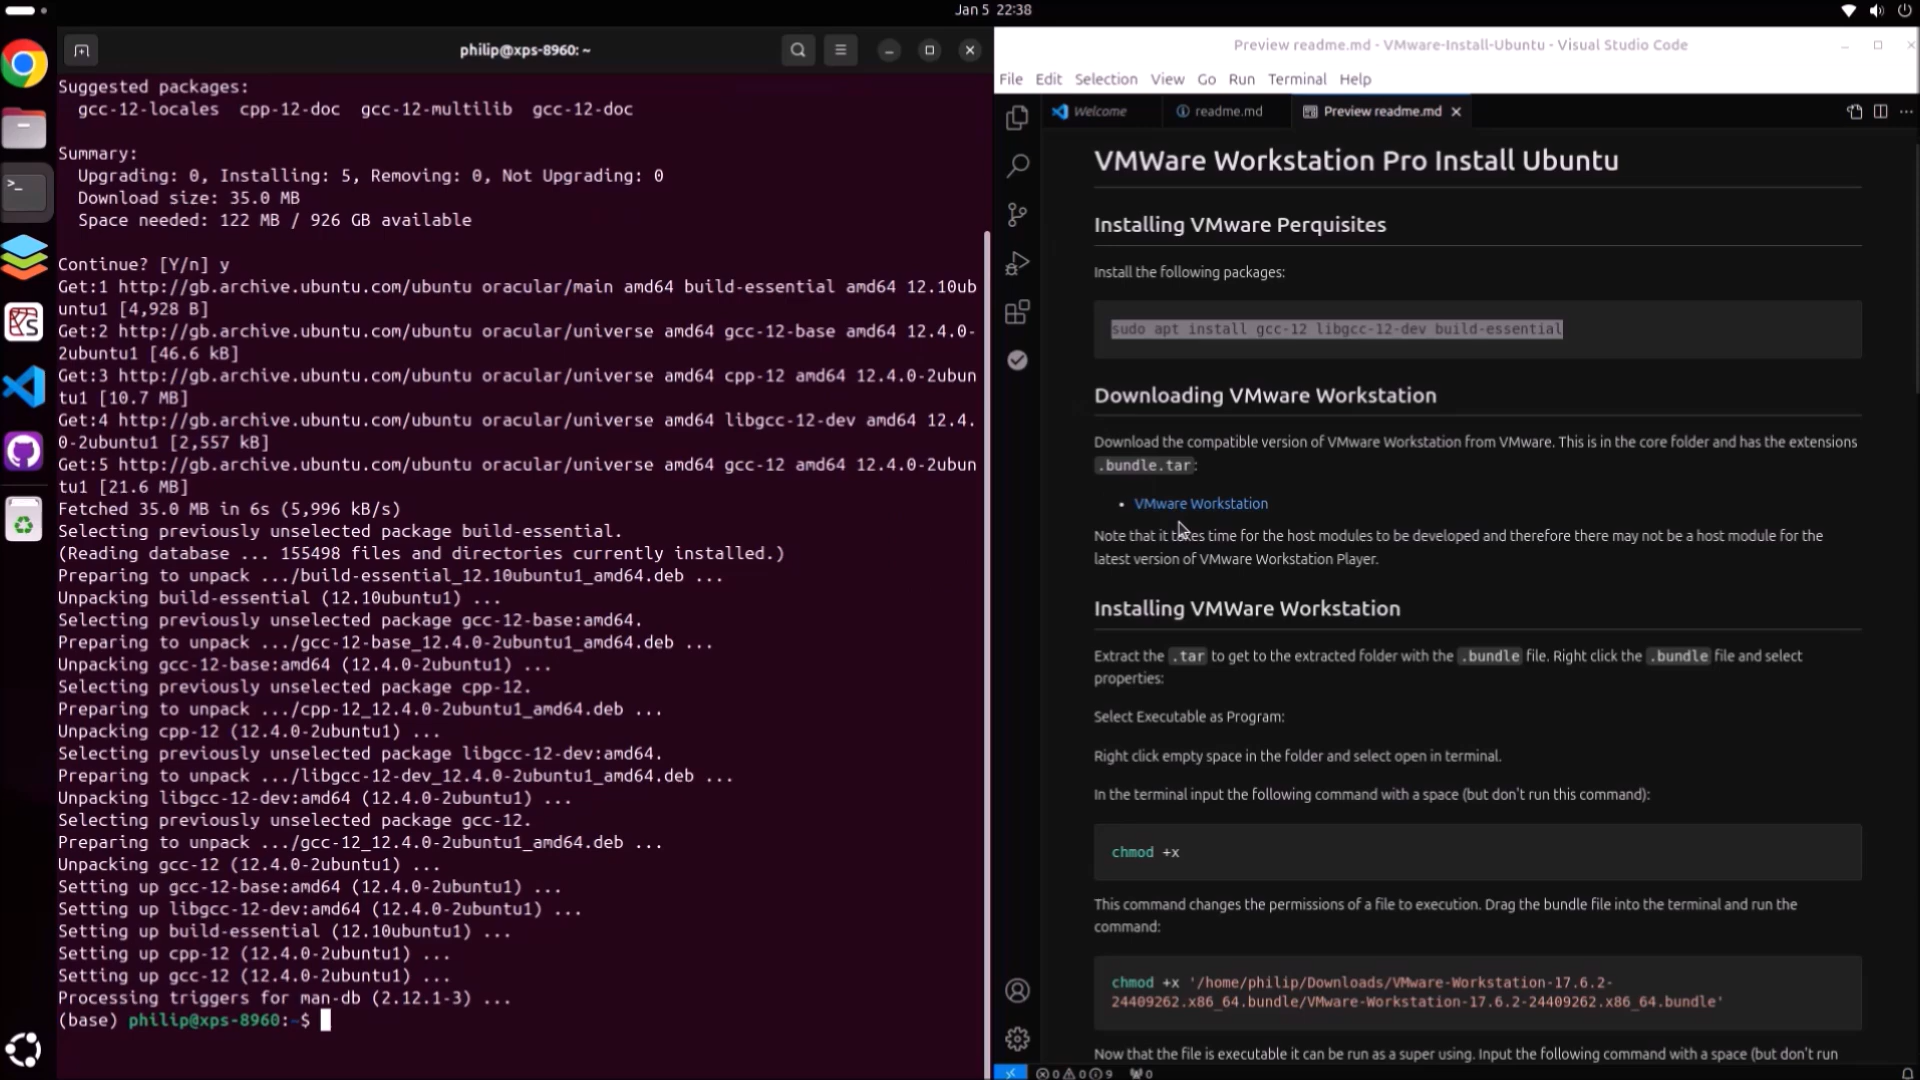 Jan 5 22:38
philip@xps-8960: ~
Suggested packages:
gcc-12-locales cpp-12-doc gcc-12-multilib gcc-12-doc
Summary:
Upgrading: 0, Installing: 5, Removing: 0, Not Upgrading: 0
Download size: 35.0 MB
Space needed: 122 MB / 926 GB available
Continue? [Y/n] y
Get:1 http://gb.archive.ubuntu.com/ubuntu oracular/main amd64 build-essential amd64 12.10ub
untu1 [4,928 B]
Get:2 http://gb.archive.ubuntu.com/ubuntu oracular/universe amd64 gcc-12-base amd64 12.4.0-
2ubuntu1 [46.6 kB]
Get:3 http://gb.archive.ubuntu.com/ubuntu oracular/universe amd64 cpp-12 amd64 12.4.0-2ubun
tu1 [10.7 MB]
Get:4 http://gb.archive.ubuntu.com/ubuntu oracular/universe amd64 libgcc-12-dev amd64 12.4.
0-2ubuntu1 [2,557 kB]
Get:5 http://gb.archive.ubuntu.com/ubuntu oracular/universe amd64 gcc-12 amd64 12.4.0-2ubun
tu1 [21.6 MB]
Fetched 35.0 MB in 6s (5,996 kB/s)
Selecting previously unselected package build-essential.
(Reading database ... 155498 files and directories currently installed.)
Preparing to unpack .../build-essential_12.10ubuntu1_amd64.deb ...
Unpacking build-essential (12.10ubuntu1) ...
Selecting previously unselected package gcc-12-base:amd64.
Preparing to unpack .../gcc-12-base_12.4.0-2ubuntu1_amd64.deb ...
Unpacking gcc-12-base:amd64 (12.4.0-2ubuntu1) ...
Selecting previously unselected package cpp-12.
Preparing to unpack .../cpp-12_12.4.0-2ubuntu1_amd64.deb ...
Unpacking cpp-12 (12.4.0-2ubuntu1) ...
Selecting previously unselected package libgcc-12-dev:amd64.
Preparing to unpack .../libgcc-12-dev_12.4.0-2ubuntu1_amd64.deb ...
Unpacking libgcc-12-dev:amd64 (12.4.0-2ubuntu1) ...
Selecting previously unselected package gcc-12.
Preparing to unpack .../gcc-12_12.4.0-2ubuntu1_amd64.deb ...
Unpacking gcc-12 (12.4.0-2ubuntu1) ...
Setting up gcc-12-base:amd64 (12.4.0-2ubuntu1) ...
Setting up libgcc-12-dev:amd64 (12.4.0-2ubuntu1) ...
Setting up build-essential (12.10ubuntu1) ...
Setting up cpp-12 (12.4.0-2ubuntu1) ...
Setting up gcc-12 (12.4.0-2ubuntu1) ...
Processing triggers for man-db (2.12.1-3) ...
(base) philip@xps-8960:~$
Preview readme.md - VMware-Install-Ubuntu - Visual Studio Code
File Edit Selection View Go Run Terminal Help
Welcome readme.md Preview readme.md
VMWare Workstation Pro Install Ubuntu
Installing VMware Perquisites
Install the following packages:
sudo apt install gcc-12 libgcc-12-dev build-essential
Downloading VMware Workstation
Download the compatible version of VMware Workstation from VMware. This is in the core folder and has the extensions
.bundle.tar:
• VMware Workstation
Note that it takes time for the host modules to be developed and therefore there may not be a host module for the
latest version of VMware Workstation Player.
Installing VMWare Workstation
Extract the .tar to get to the extracted folder with the .bundle file. Right click the .bundle file and select
properties:
Select Executable as Program:
Right click empty space in the folder and select open in terminal.
In the terminal input the following command with a space (but don't run this command):
chmod +x
This command changes the permissions of a file to execution. Drag the bundle file into the terminal and run the
command:
chmod +x '/home/philip/Downloads/VMware-Workstation-17.6.2-
24409262.x86_64.bundle/VMware-Workstation-17.6.2-24409262.x86_64.bundle'
Now that the file is executable it can be run as a super using. Input the following command with a space (but don't run
0 0 9 0